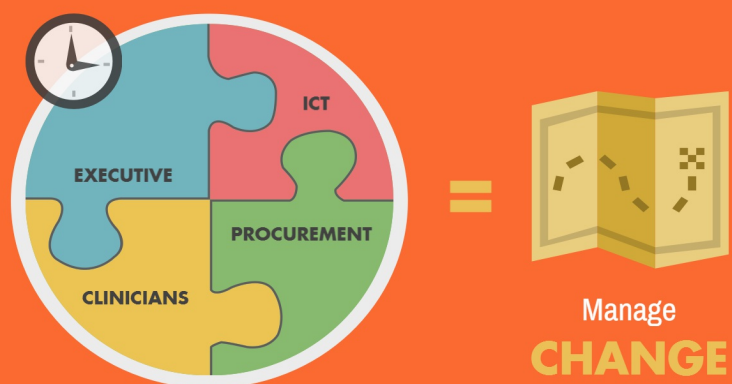 ICT
EXECUTIVE
PROCUREMENT
CLINICIANS
=
Manage
CHANGE